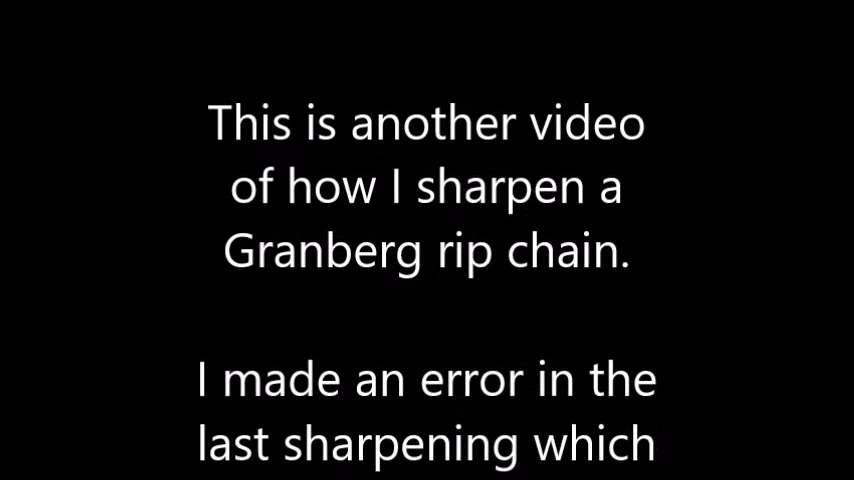 This is another video
of how I sharpen a
Granberg rip chain.
I made an error in the
last sharpening which